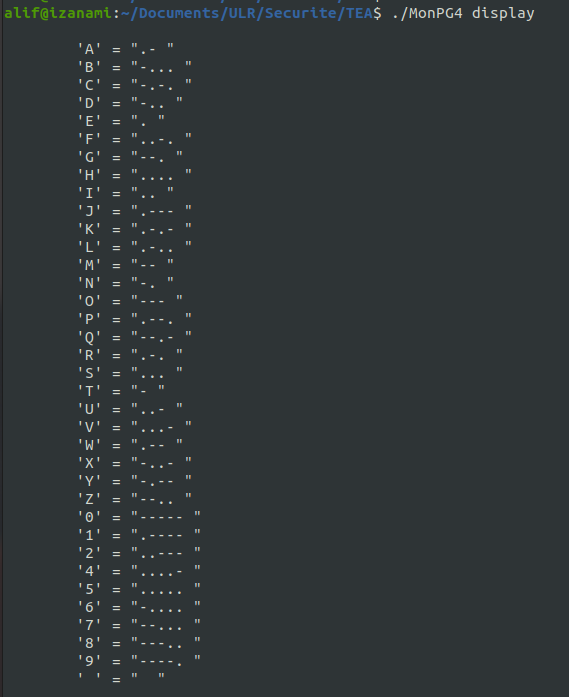 alif@izanami:~/Documents/ULR/Securite/TEA$ ./MonPG4 display
'A' = ".- "
'B' = "-... "
'C' = "-.-. "
'D' = "-.. "
'E' = ". "
'F' = "..-. "
'G' = "--. "
'H' = ".... "
'I' = ".. "
'J' = ".--- "
'K' = ".-.- "
'L' = ".-.. "
'M' = "-- "
'N' = "-. "
'O' = "--- "
'P' = ".--. "
'Q' = "--.- "
'R' = ".-. "
'S' = "... "
'T' = "- "
'U' = "..- "
'V' = "...- "
'W' = ".-- "
'X' = "-..- "
'Y' = "-.-- "
'Z' = "--.. "
'0' = "----- "
'1' = ".---- "
'2' = "..--- "
'4' = "....- "
'5' = "..... "
'6' = "-.... "
'7' = "--... "
'8' = "---.. "
'9' = "----. "
' ' = "  "